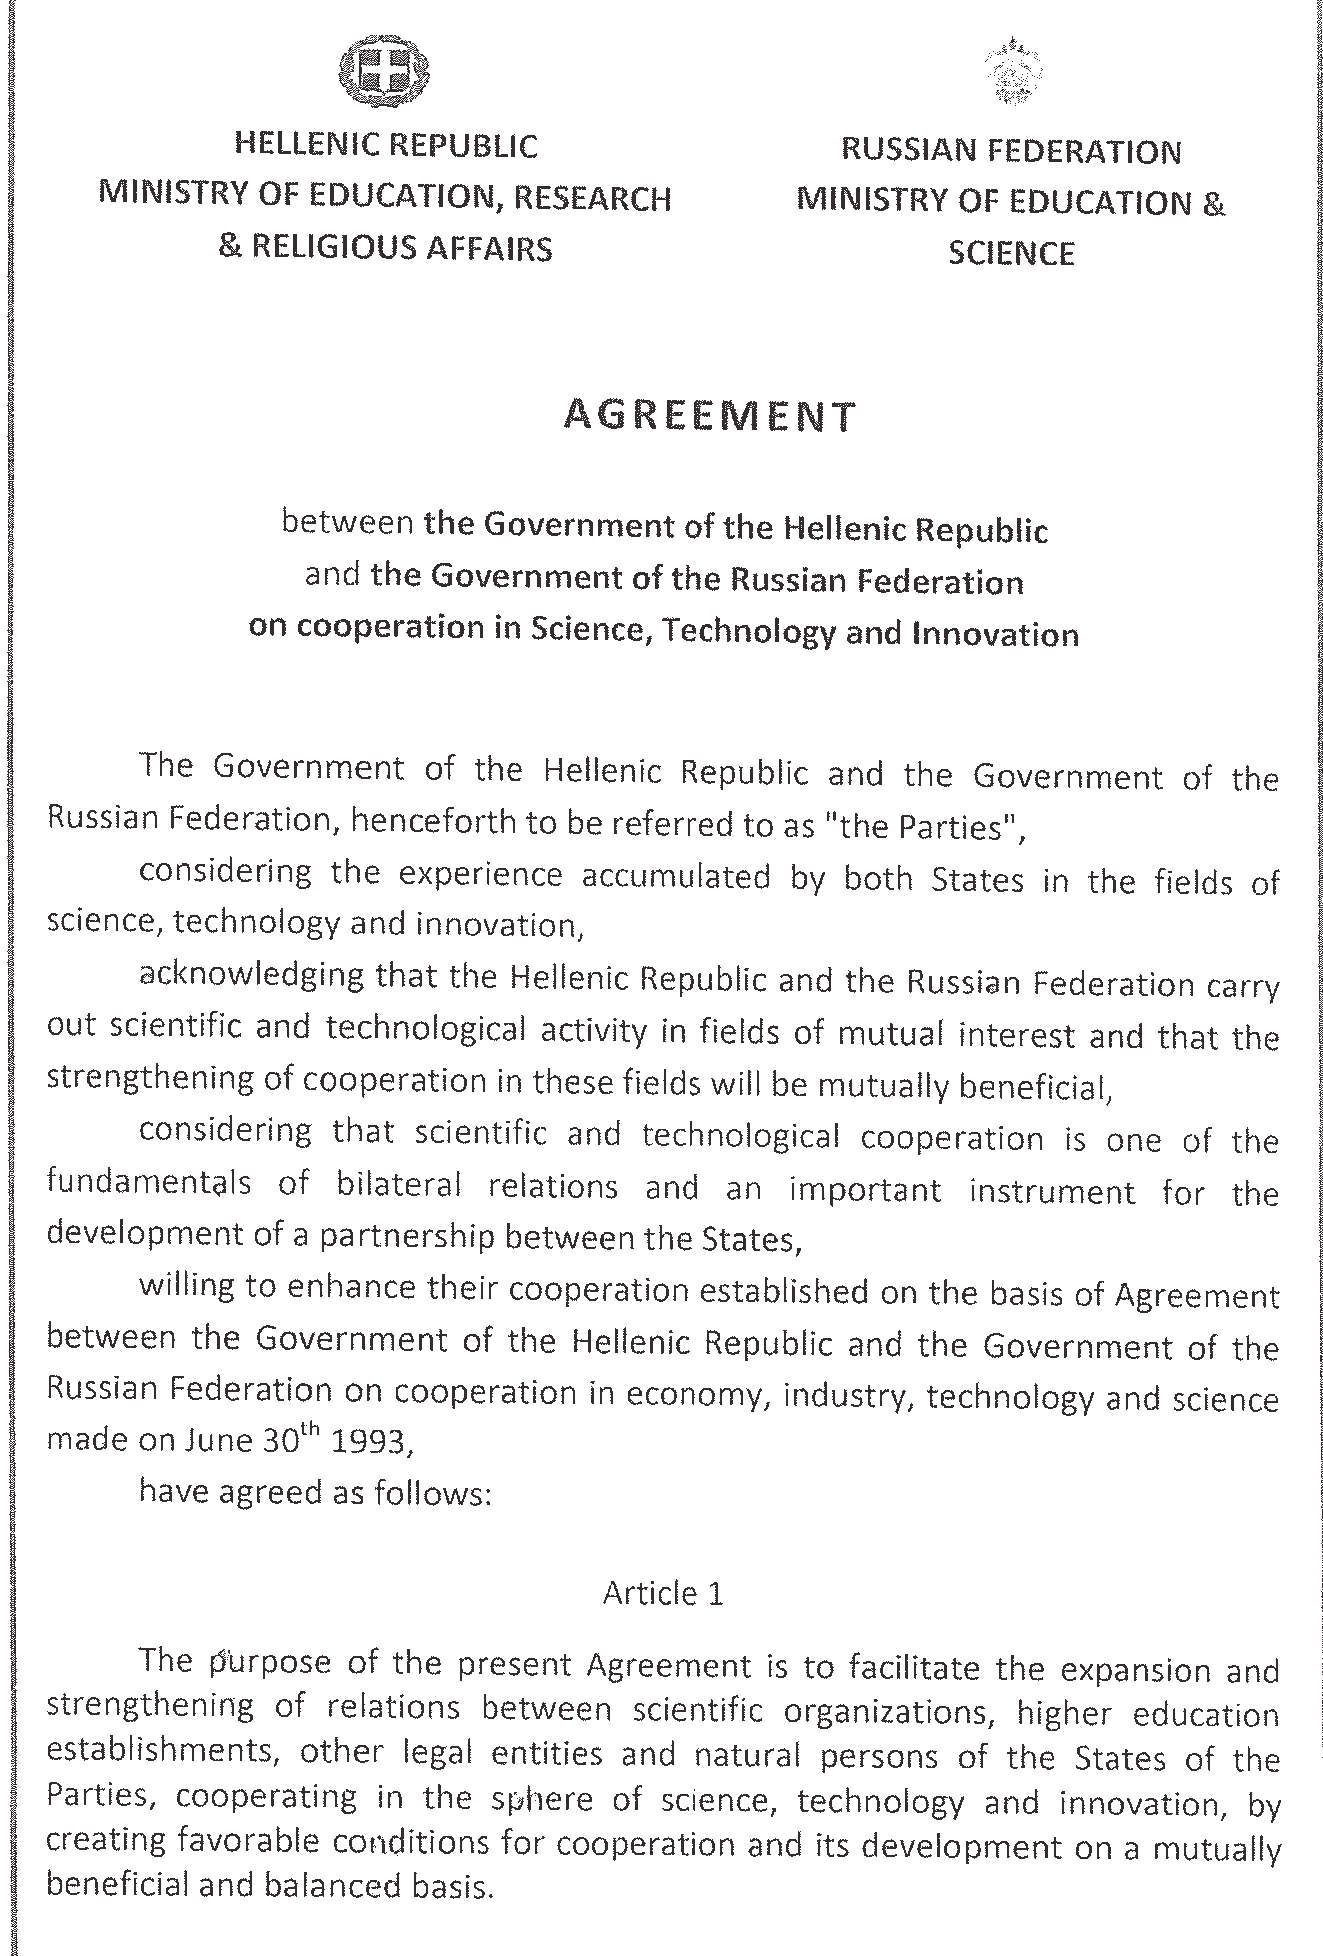 HELLENIC REPUBLIC
MINISTRY OF EDUCATION, RESEARCH
& RELIGIOUS AFFAIRS
RUSSIAN FEDERATION
MINISTRY OF EDUCATION &
SCIENCE
AGREEMENT
between the Government of the Hellenic Republic
and the Government of the Russian Federation
on cooperation in Science, Technology and Innovation
The Government of the Hellenic Republic and the Government of the
Russian Federation, henceforth to be referred to as "the Parties",
considering the experience accumulated by both States in the fields of
science, technology and innovation,
acknowledging that the Hellenic Republic and the Russian Federation carry
out scientific and technological activity in fields of mutual interest and that the
strengthening of cooperation in these fields will be mutually beneficial,
considering that scientific and technological cooperation is one of the
fundamentals of bilateral relations and an important instrument for the
development of a partnership between the States,
willing to enhance their cooperation established on the basis of Agreement
between the Government of the Hellenic Republic and the Government of the
Russian Federation on cooperation in economy, industry, technology and science
made on June 30th 1993,
have agreed as follows:
Article 1
The purpose of the present Agreement is to facilitate the expansion and
strengthening of relations between scientific organizations, higher education
establishments, other legal entities and natural persons of the States of the
Parties, cooperating in the sphere of science, technology and innovation, by
creating favorable conditions for cooperation and its development on a mutually
beneficial and balanced basis.